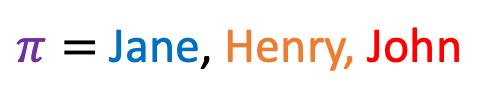 π = Jane, Henry, John